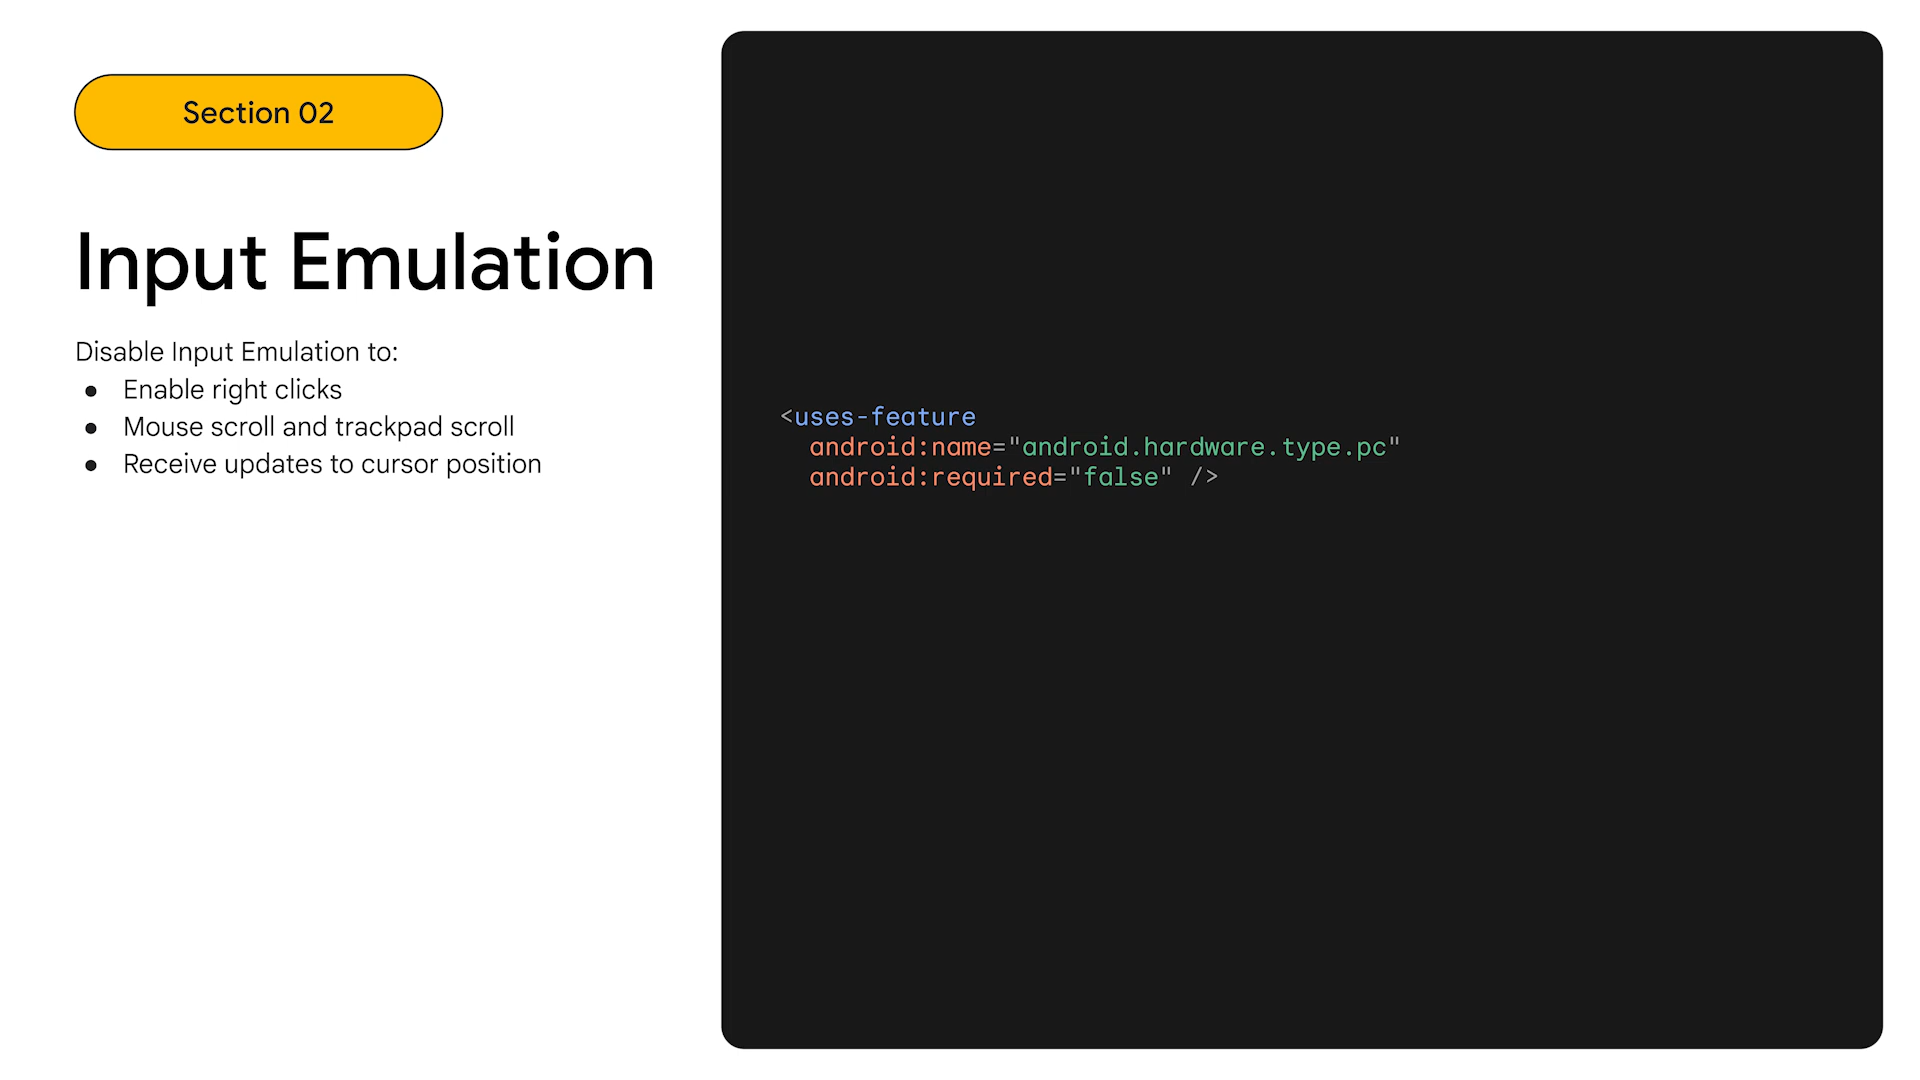 Section 02
Input Emulation
Disable Input Emulation to:
● Enable right clicks
● Mouse scroll and trackpad scroll
● Receive updates to cursor position
<uses-feature
android:name="android.hardware.type.pc"
android:required="false" />